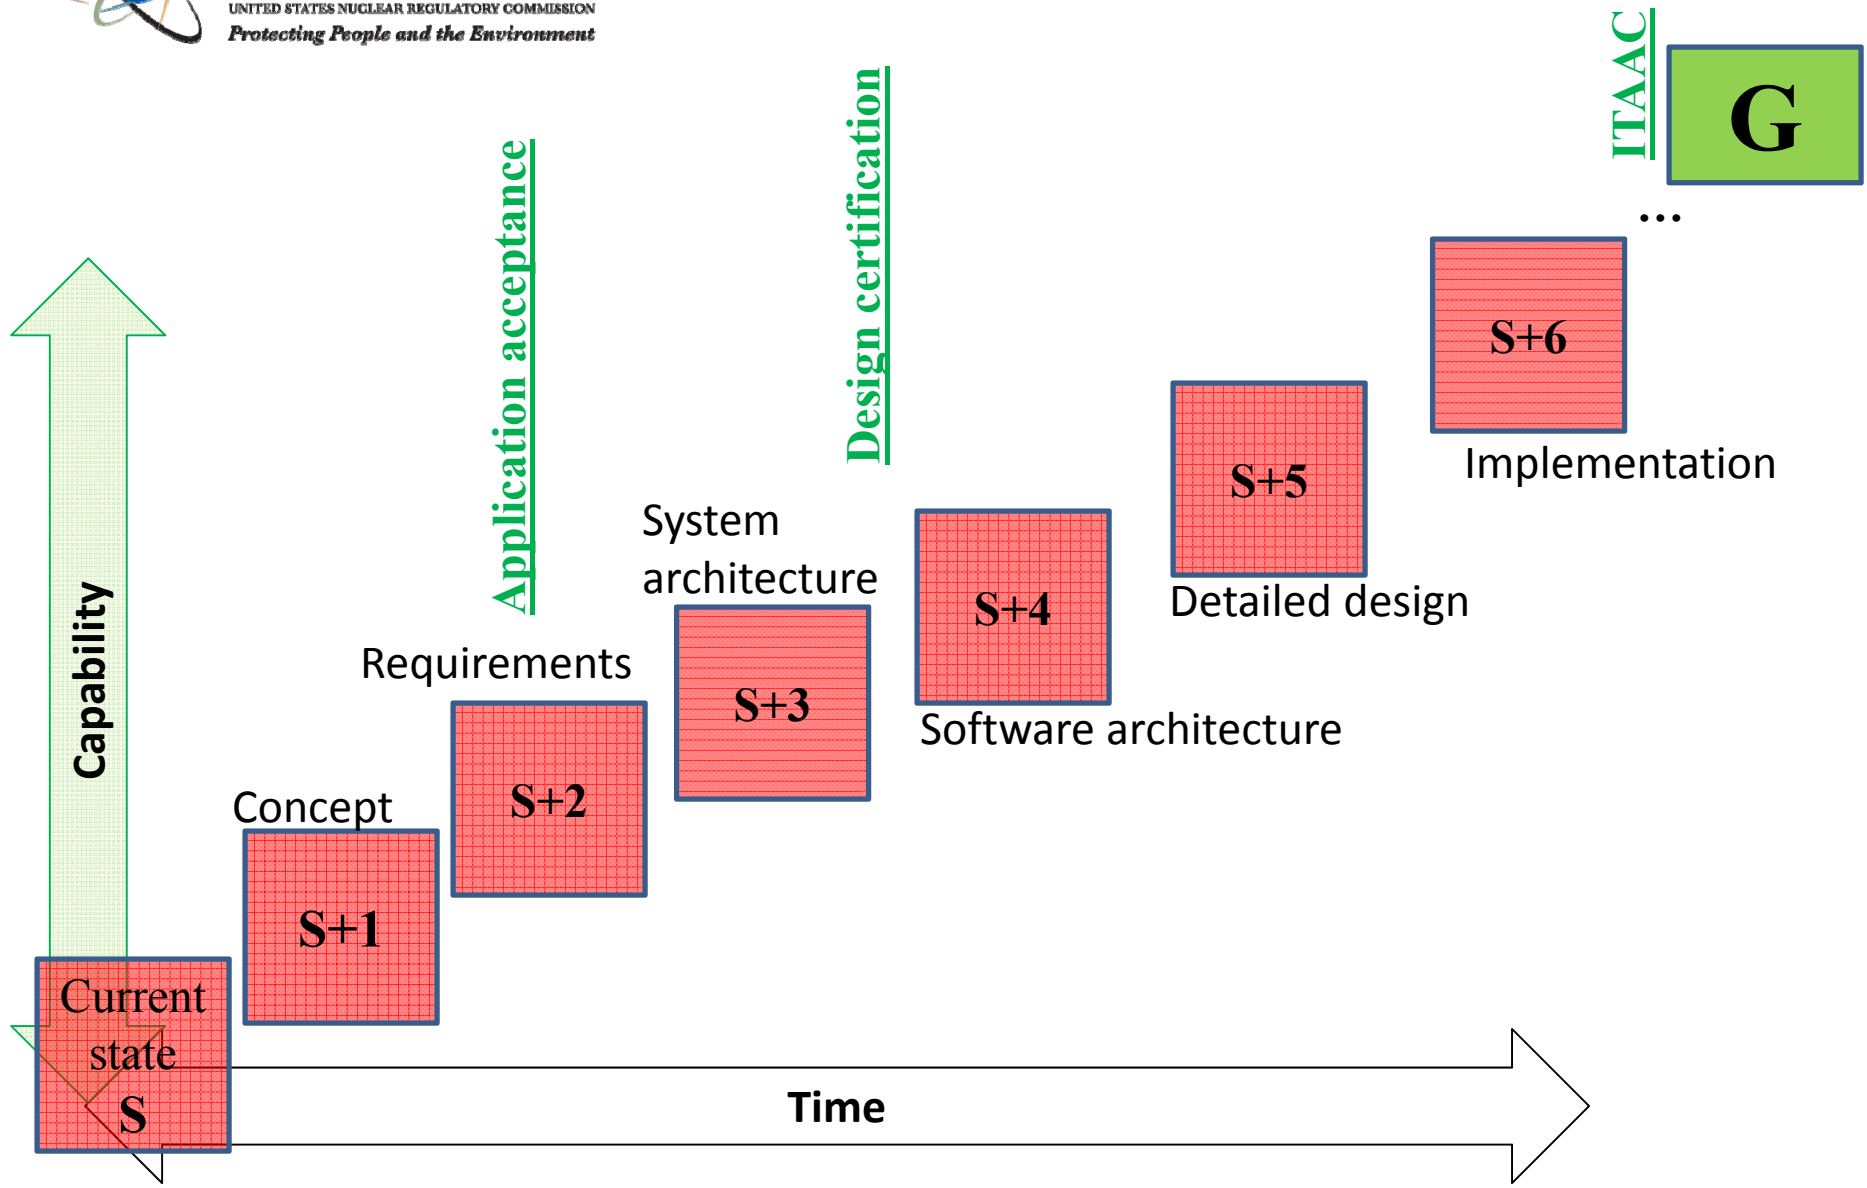 UNITED STATES NUCLEAR REGULATORY COMMISSION
Protecting People and the Environment
ITAAC
G
...
Application acceptance
Design certification
S+6
Implementation
S+5
Detailed design
System
architecture
S+4
Software architecture
S+3
Requirements
S+2
Capability
Concept
S+1
Current
state
S
Time